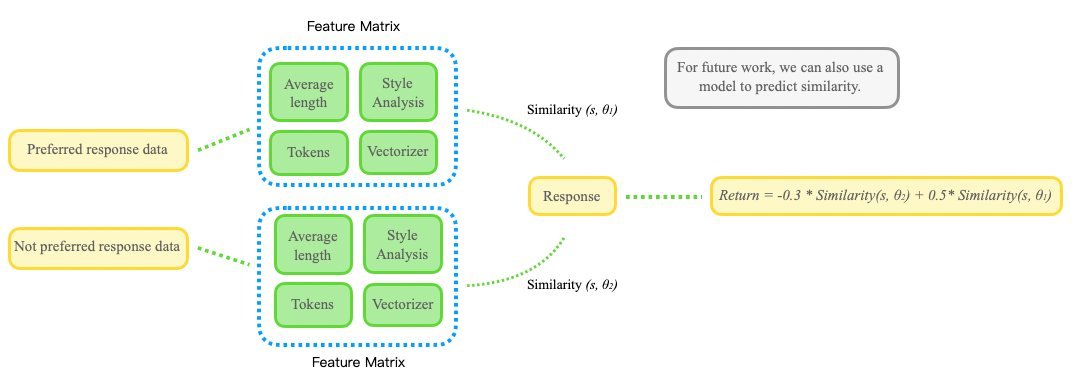 Feature Matrix
Average
length
Style
Analysis
Tokens
Vectorizer
Preferred response data
Not preferred response data
Average
length
Style
Analysis
Tokens
Vectorizer
Feature Matrix
Similarity (s, θ₁)
Similarity (s, θ₂)
Response
For future work, we can also use a
model to predict similarity.
Return = -0.3 * Similarity(s, θ₂) + 0.5* Similarity(s, θ₁)